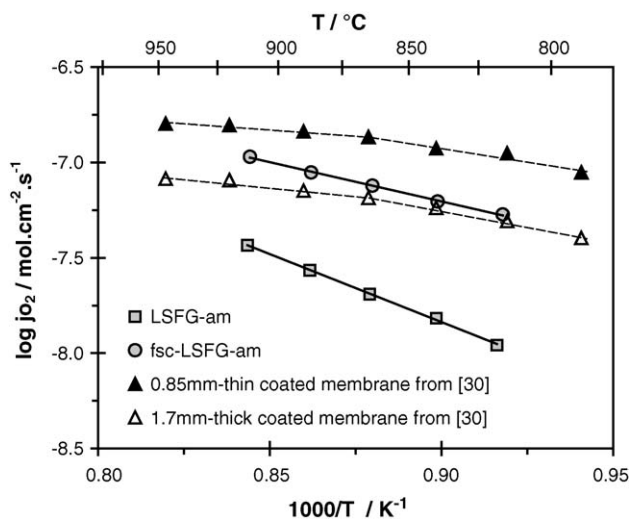 T / °C
950 900 850 800
-6.5
-7.0
-7.5
-8.0
-8.5
log jo₂ / mol.cm⁻².s⁻¹
LSFG-am
fsc-LSFG-am
0.85mm-thin coated membrane from [30]
1.7mm-thick coated membrane from [30]
0.80 0.85 0.90 0.95
1000/T / K⁻¹